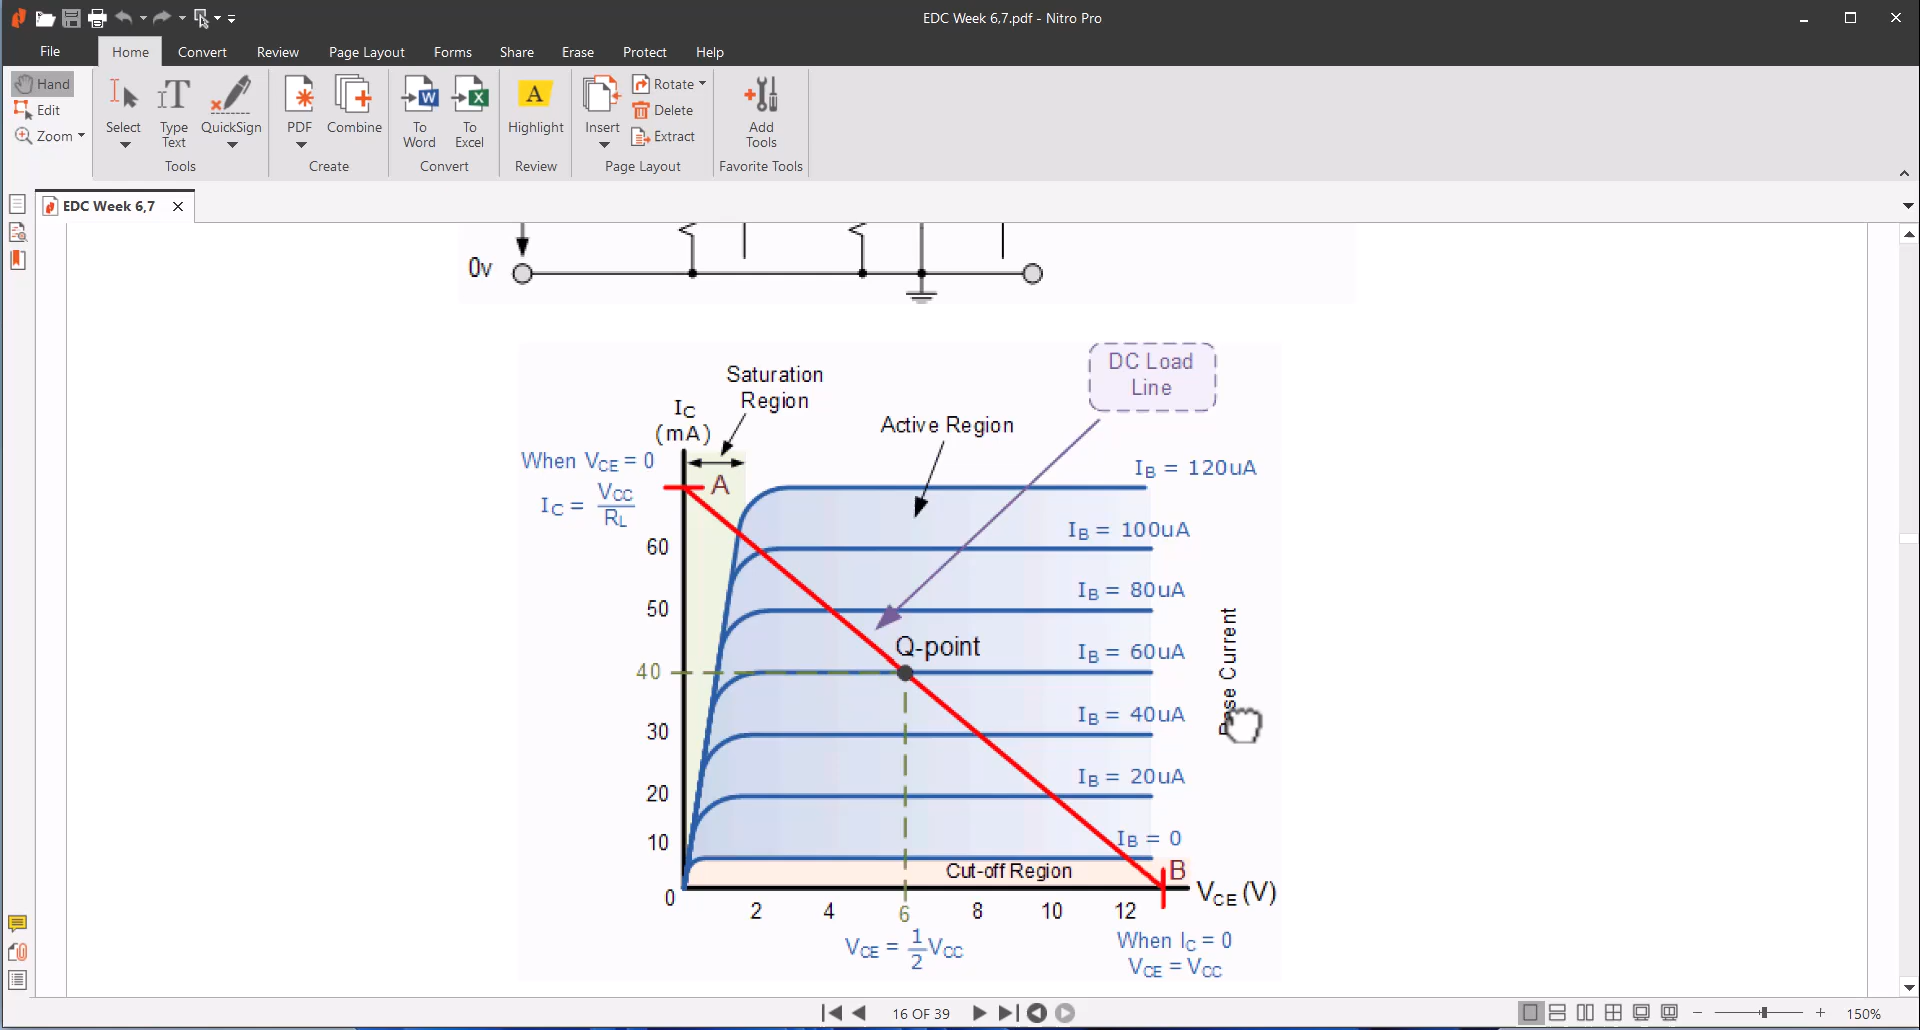 EDC Week 6,7.pdf - Nitro Pro
File Home Convert Review Page Layout Forms Share Erase Protect Help
Hand
Edit
Zoom
Select
Type Text
QuickSign
Tools
PDF
Combine
Create
To Word
To Excel
Convert
Highlight
Review
Insert
Rotate
Delete
Extract
Page Layout
Add Tools
Favorite Tools
EDC Week 6,7
0v
DC Load
Line
Saturation
Region
Active Region
IC
(mA)
When VCE = 0
IC = VCC/RL
A
IB = 120uA
IB = 100uA
60
IB = 80uA
50
Q-point
IB = 60uA
40
IB = 40uA
30
IB = 20uA
20
IB = 0
10
Cut-off Region
B
Base Current
0
VCE (V)
2 4 6 8 10 12
VCE = 1/2 VCC
When IC = 0
VCE = VCC
16 OF 39
150%